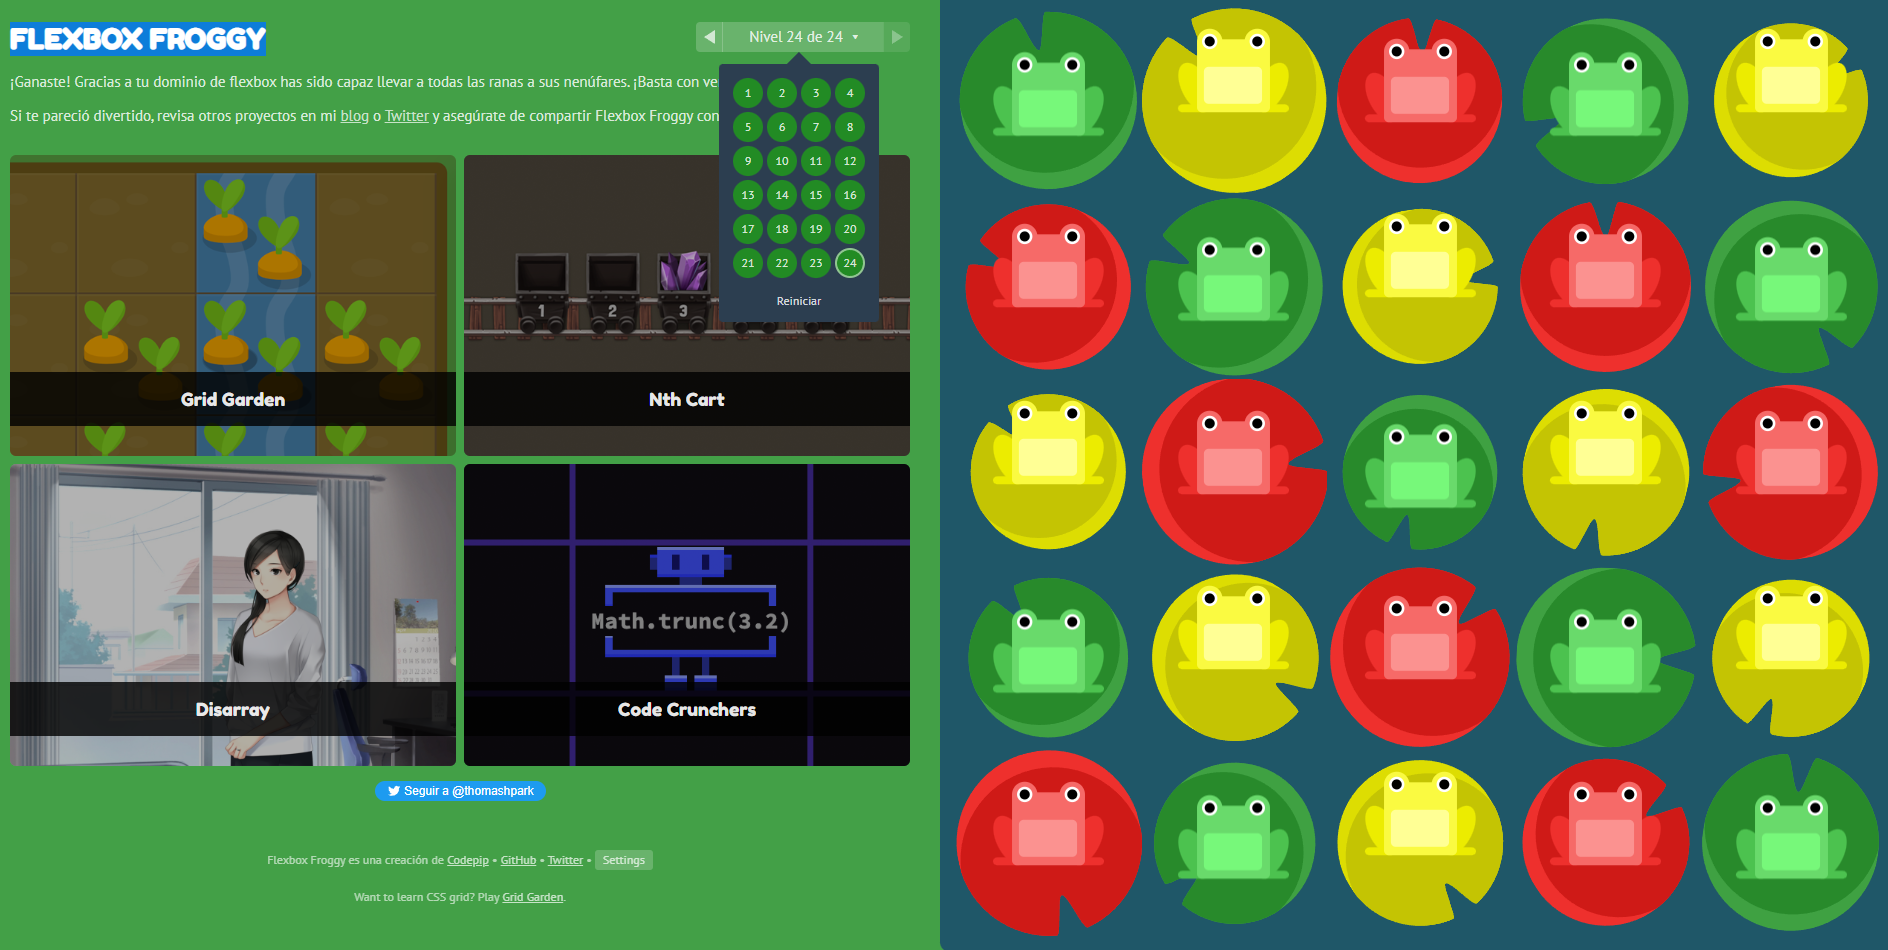 FLEXBOX FROGGY
Nivel 24 de 24
¡Ganaste! Gracias a tu dominio de flexbox has sido capaz llevar a todas las ranas a sus nenúfares. ¡Basta con ve
Si te pareció divertido, revisa otros proyectos en mi blog o Twitter y asegúrate de compartir Flexbox Froggy con
1 2 3 4
5 6 7 8
9 10 11 12
13 14 15 16
17 18 19 20
21 22 23 24
Reiniciar
1 2 3
Grid Garden
Nth Cart
Math.trunc(3.2)
Disarray
Code Crunchers
Seguir a @thomashpark
Flexbox Froggy es una creación de Codepip • GitHub • Twitter • Settings
Want to learn CSS grid? Play Grid Garden.